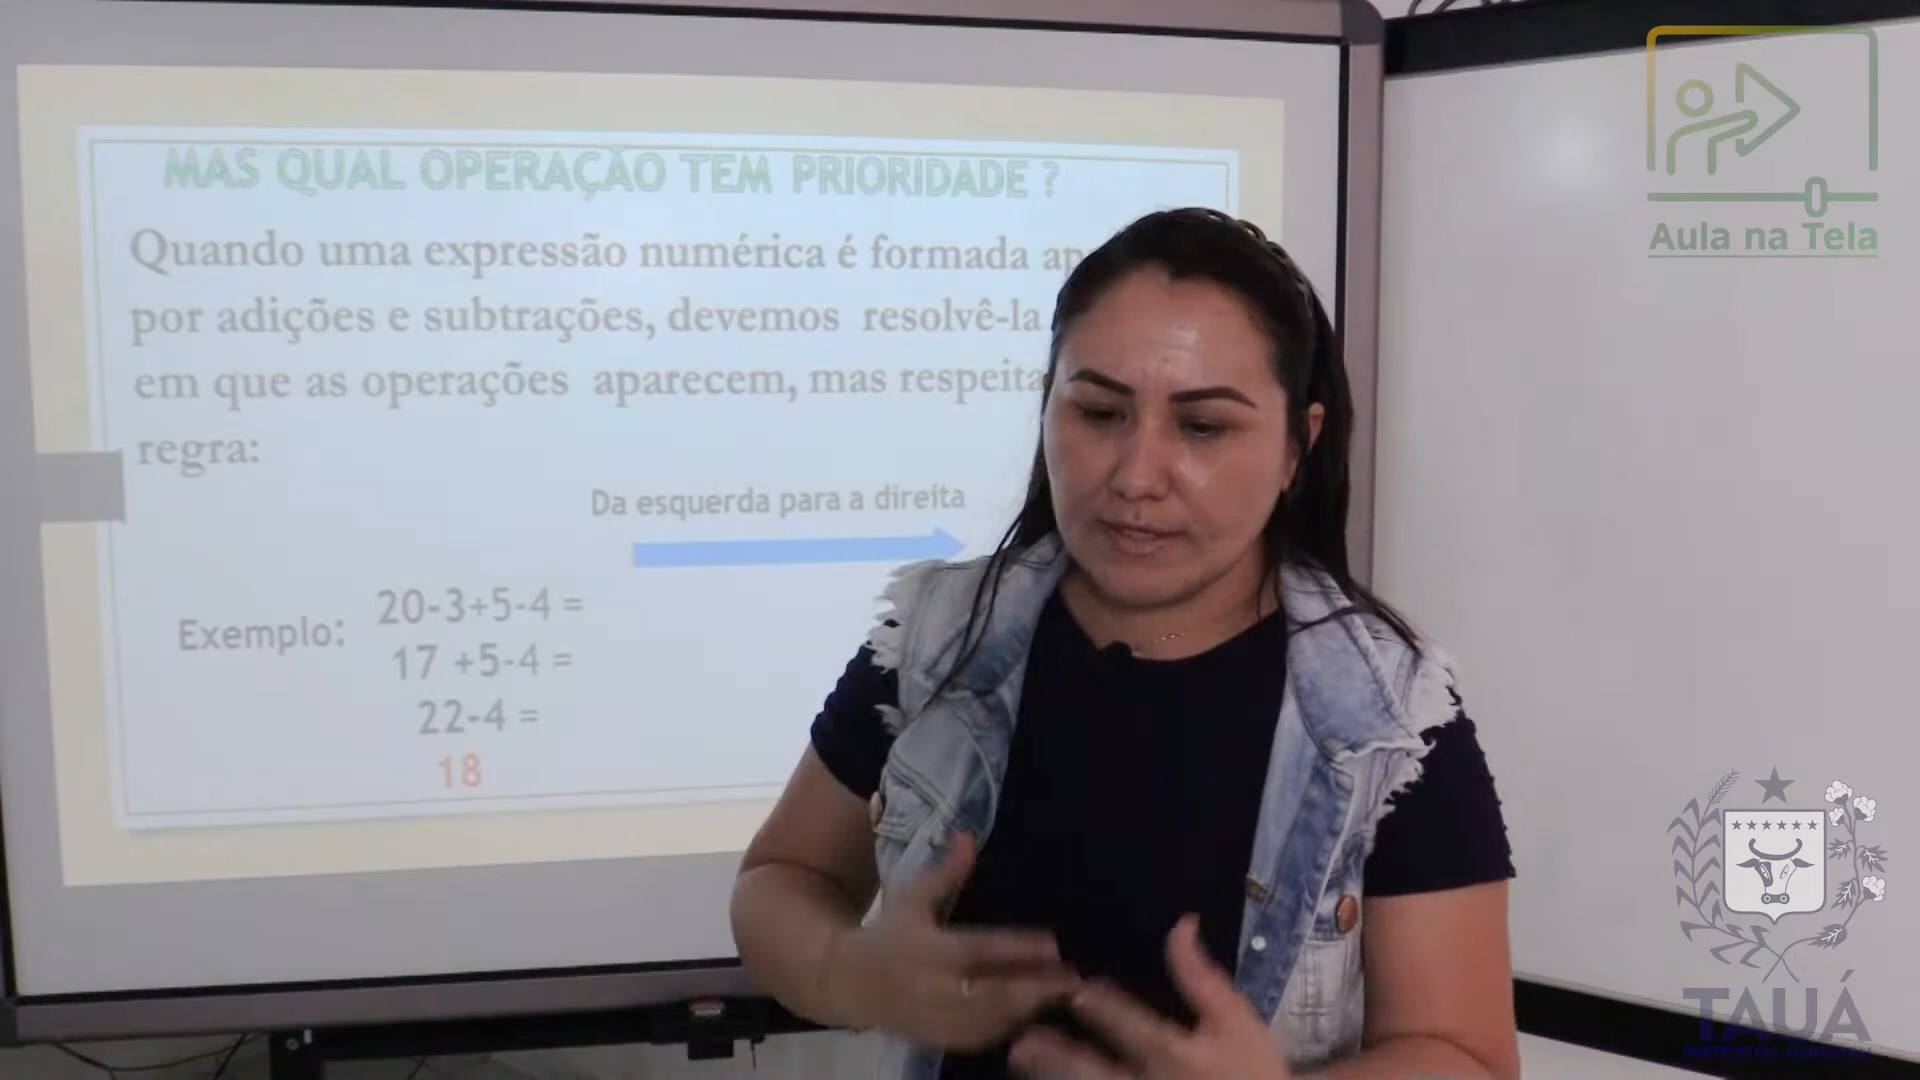 MAS QUAL OPERAÇÃO TEM PRIORIDADE ?
Quando uma expressão numérica é formada
por adições e subtrações, devemos resolvê-la
em que as operações aparecem, mas
regra:
Da esquerda para a direita
Exemplo:
20-3+5-4 =
17 +5-4 =
22-4 =
18
Aula na Tela
TAUÁ